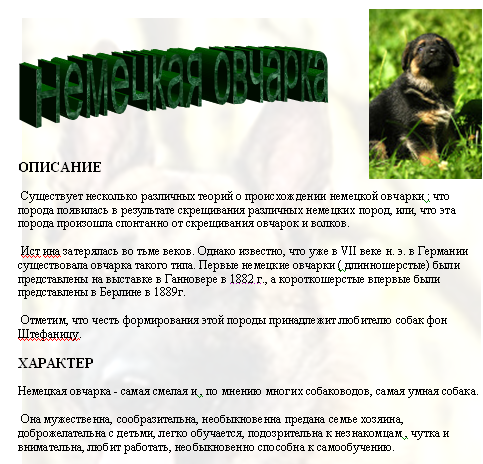 немецкая овчарка
ОПИСАНИЕ
Существует несколько различных теорий о происхождении немецкой овчарки ; что
порода появилась в результате скрещивания различных немецких пород, или, что эта
порода произошла спонтанно от скрещивания овчарок и волков.
Ист ина затерялась во тьме веков. Однако известно, что уже в VII веке н. э. в Германии
существовала овчарка такого типа. Первые немецкие овчарки ( длинношерстые) были
представлены на выставке в Ганновере в 1882 г., а короткошерстые впервые были
представлены в Берлине в 1889г.
Отметим, что честь формирования этой породы принадлежит любителю собак фон
Штефаницу.
ХАРАКТЕР
Немецкая овчарка - самая смелая и , по мнению многих собаководов, самая умная собака.
Она мужественна, сообразительна, необыкновенно предана семье хозяина,
доброжелательна с детьми, легко обучается, подозрительна к незнакомцам , чутка и
внимательна, любит работать, необыкновенно способна к самообучению.